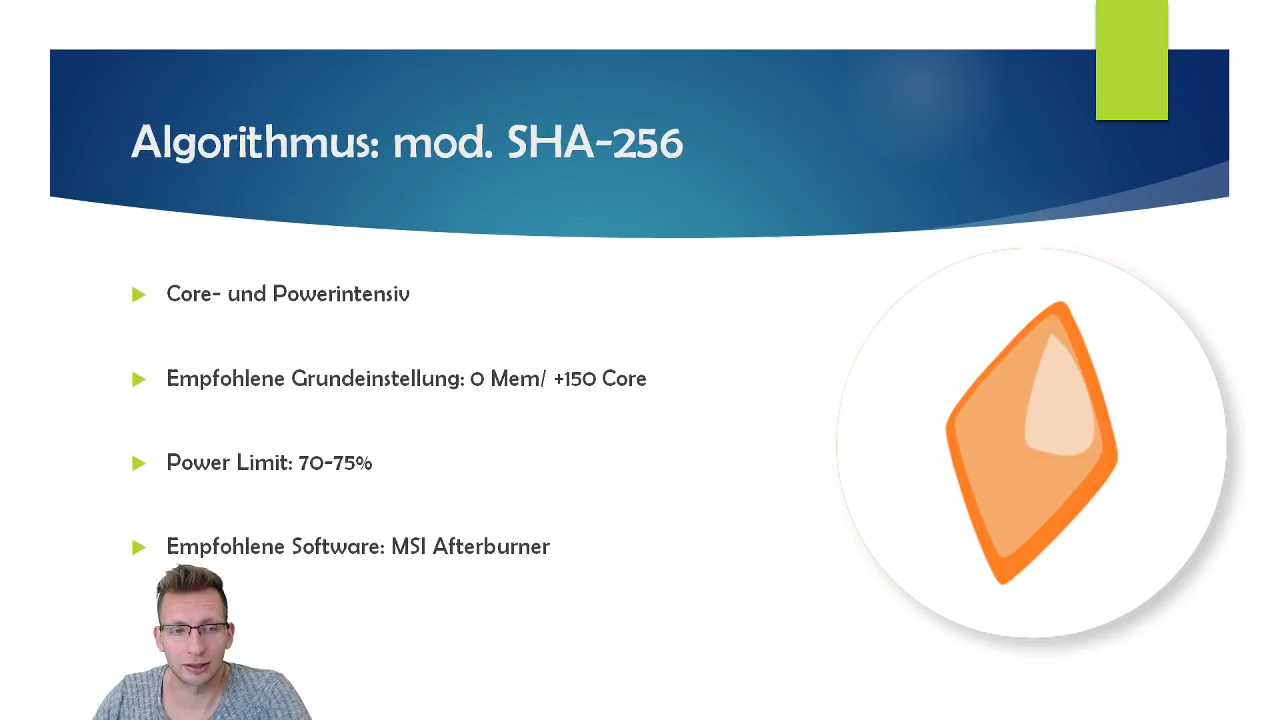 Algorithmus: mod. SHA-256
Core- und Powerintensiv
Empfohlene Grundeinstellung: 0 Mem/ +150 Core
Power Limit: 70-75%
Empfohlene Software: MSI Afterburner